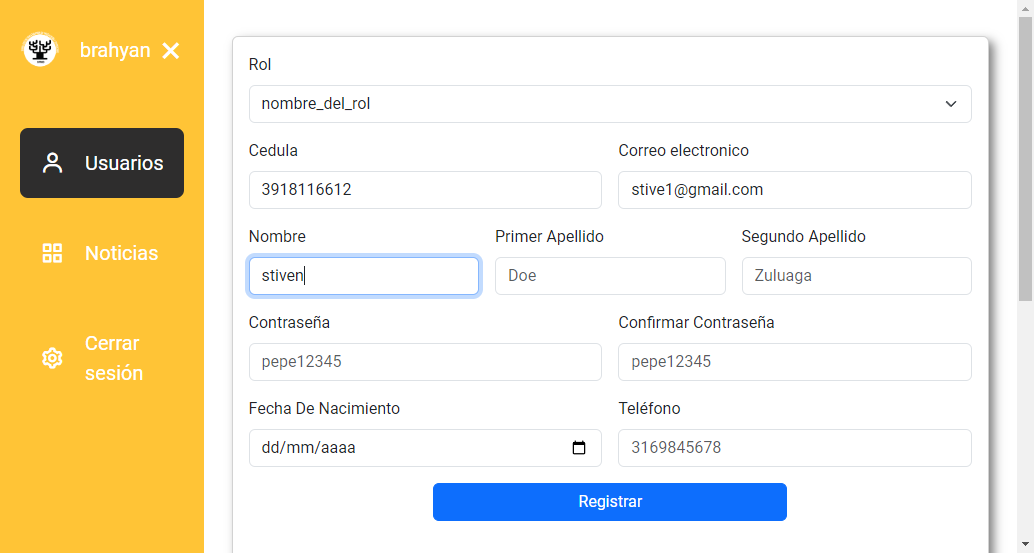 brahyan
Usuarios
Noticias
Cerrar
sesión
Rol
nombre_del_rol
Cedula
Correo electronico
3918116612
stive1@gmail.com
Nombre
Primer Apellido
Segundo Apellido
stiven
Doe
Zuluaga
Contraseña
Confirmar Contraseña
pepe12345
pepe12345
Fecha De Nacimiento
Teléfono
dd/mm/aaaa
3169845678
Registrar